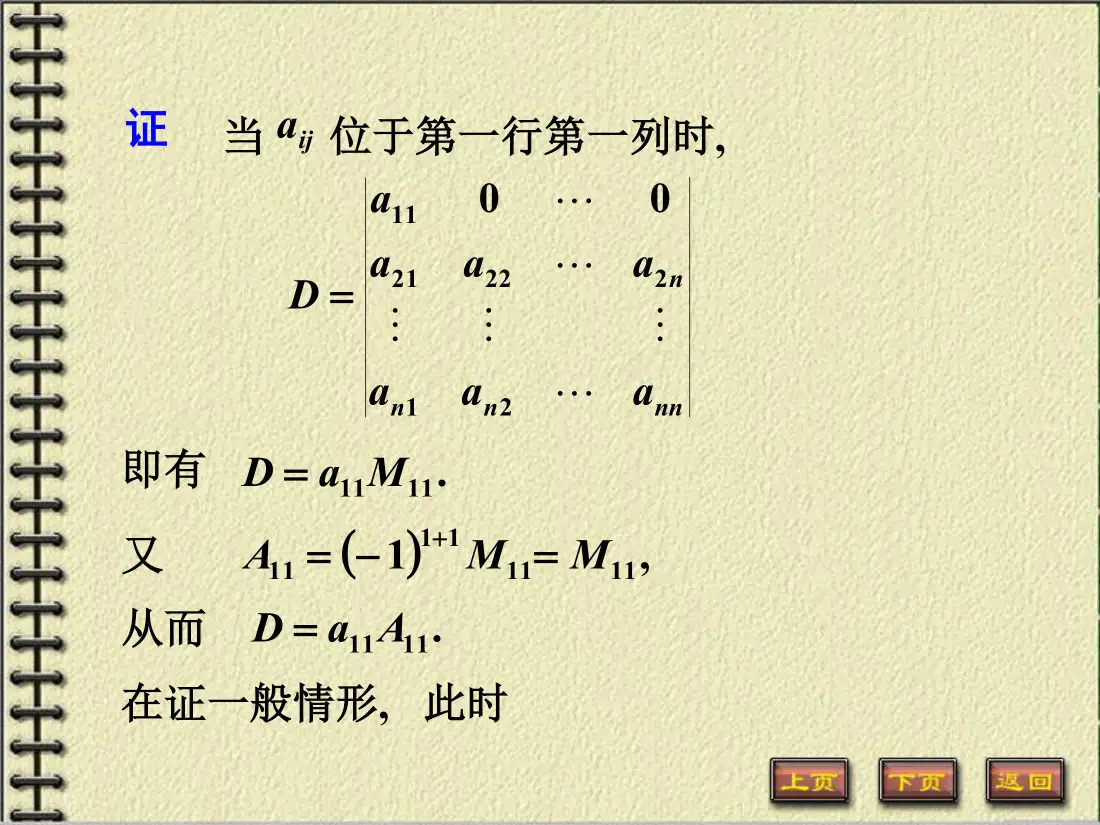 证 当 aij 位于第一行第一列时,
a11 0 ⋯ 0
a21 a22 ⋯ a2n
D =
⋮ ⋮ ⋮
an1 an2 ⋯ ann
即有 D = a11M11.
又 A11 = (−1)^1+1 M11= M11,
从而 D = a11A11.
在证一般情形, 此时
上页 下页 返回